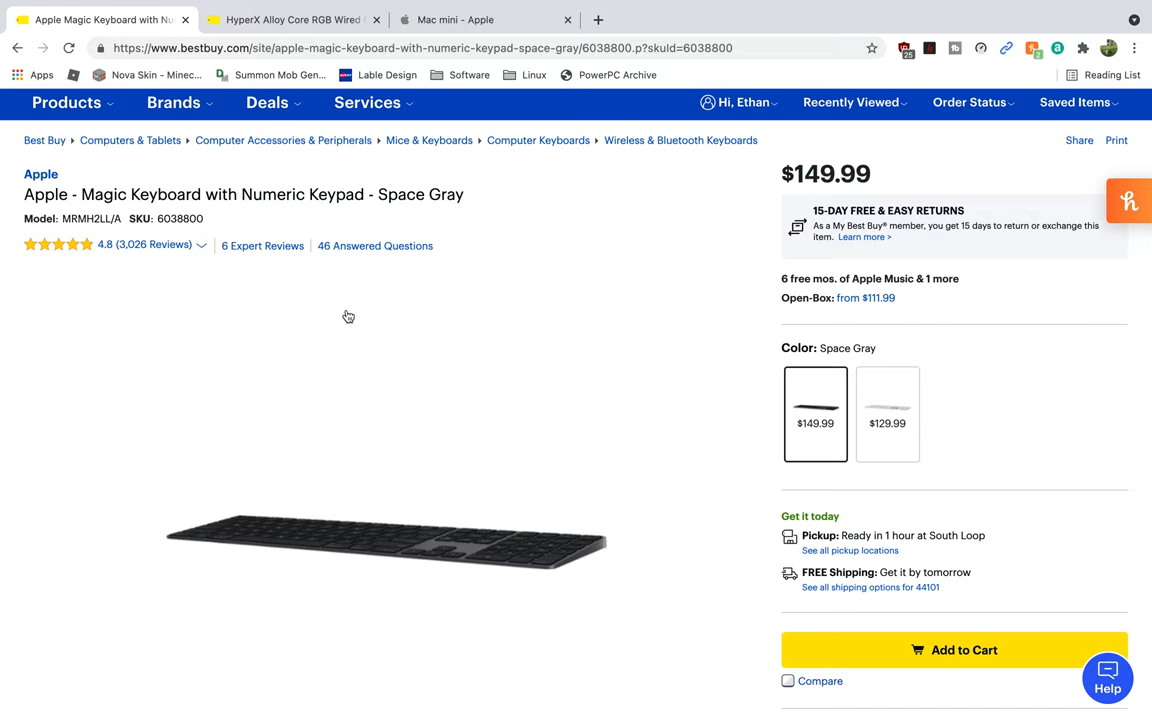 Apple Magic Keyboard with Nu
HyperX Alloy Core RGB Wired
Mac mini - Apple
https://www.bestbuy.com/site/apple-magic-keyboard-with-numeric-keypad-space-gray/6038800.p?skuId=6038800
25
2
Apps
Nova Skin - Minec...
Summon Mob Gen...
Lable Design
Software
Linux
PowerPC Archive
Reading List
Products
Brands
Deals
Services
Hi, Ethan
Recently Viewed
Order Status
Saved Items
Best Buy
Computers & Tablets
Computer Accessories & Peripherals
Mice & Keyboards
Computer Keyboards
Wireless & Bluetooth Keyboards
Share
Print
Apple
Apple - Magic Keyboard with Numeric Keypad - Space Gray
Model: MRMH2LL/A SKU: 6038800
4.8 (3,026 Reviews)
6 Expert Reviews
46 Answered Questions
$149.99
15-DAY FREE & EASY RETURNS
As a My Best Buy® member, you get 15 days to return or exchange this
item. Learn more >
6 free mos. of Apple Music & 1 more
Open-Box: from $111.99
Color: Space Gray
$149.99
$129.99
Get it today
Pickup: Ready in 1 hour at South Loop
See all pickup locations
FREE Shipping: Get it by tomorrow
See all shipping options for 44101
Add to Cart
Compare
Help